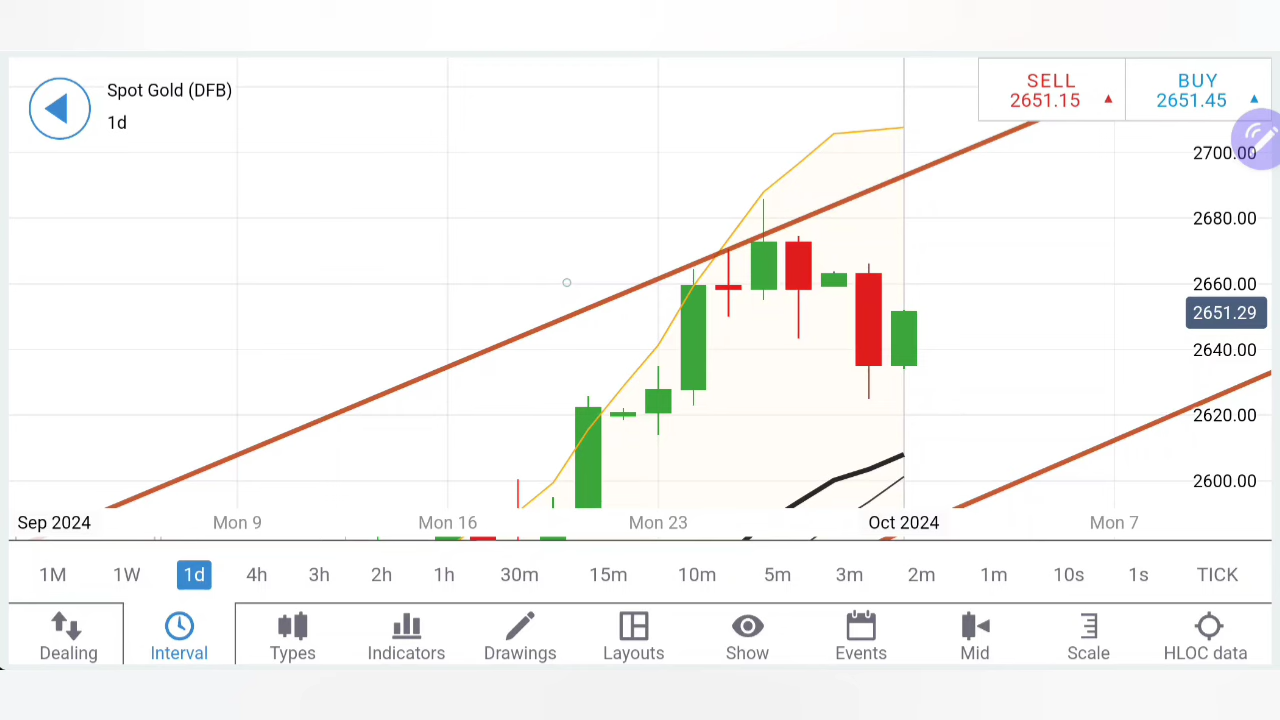 Spot Gold (DFB)
1d
SELL
2651.15
BUY
2651.45
2700.00
2680.00
2660.00
2651.29
2640.00
2620.00
2600.00
Sep 2024 Mon 9 Mon 16 Mon 23 Oct 2024 Mon 7
1M 1W 1d 4h 3h 2h 1h 30m 15m 10m 5m 3m 2m 1m 10s 1s TICK
Dealing Interval Types Indicators Drawings Layouts Show Events Mid Scale HLOC data